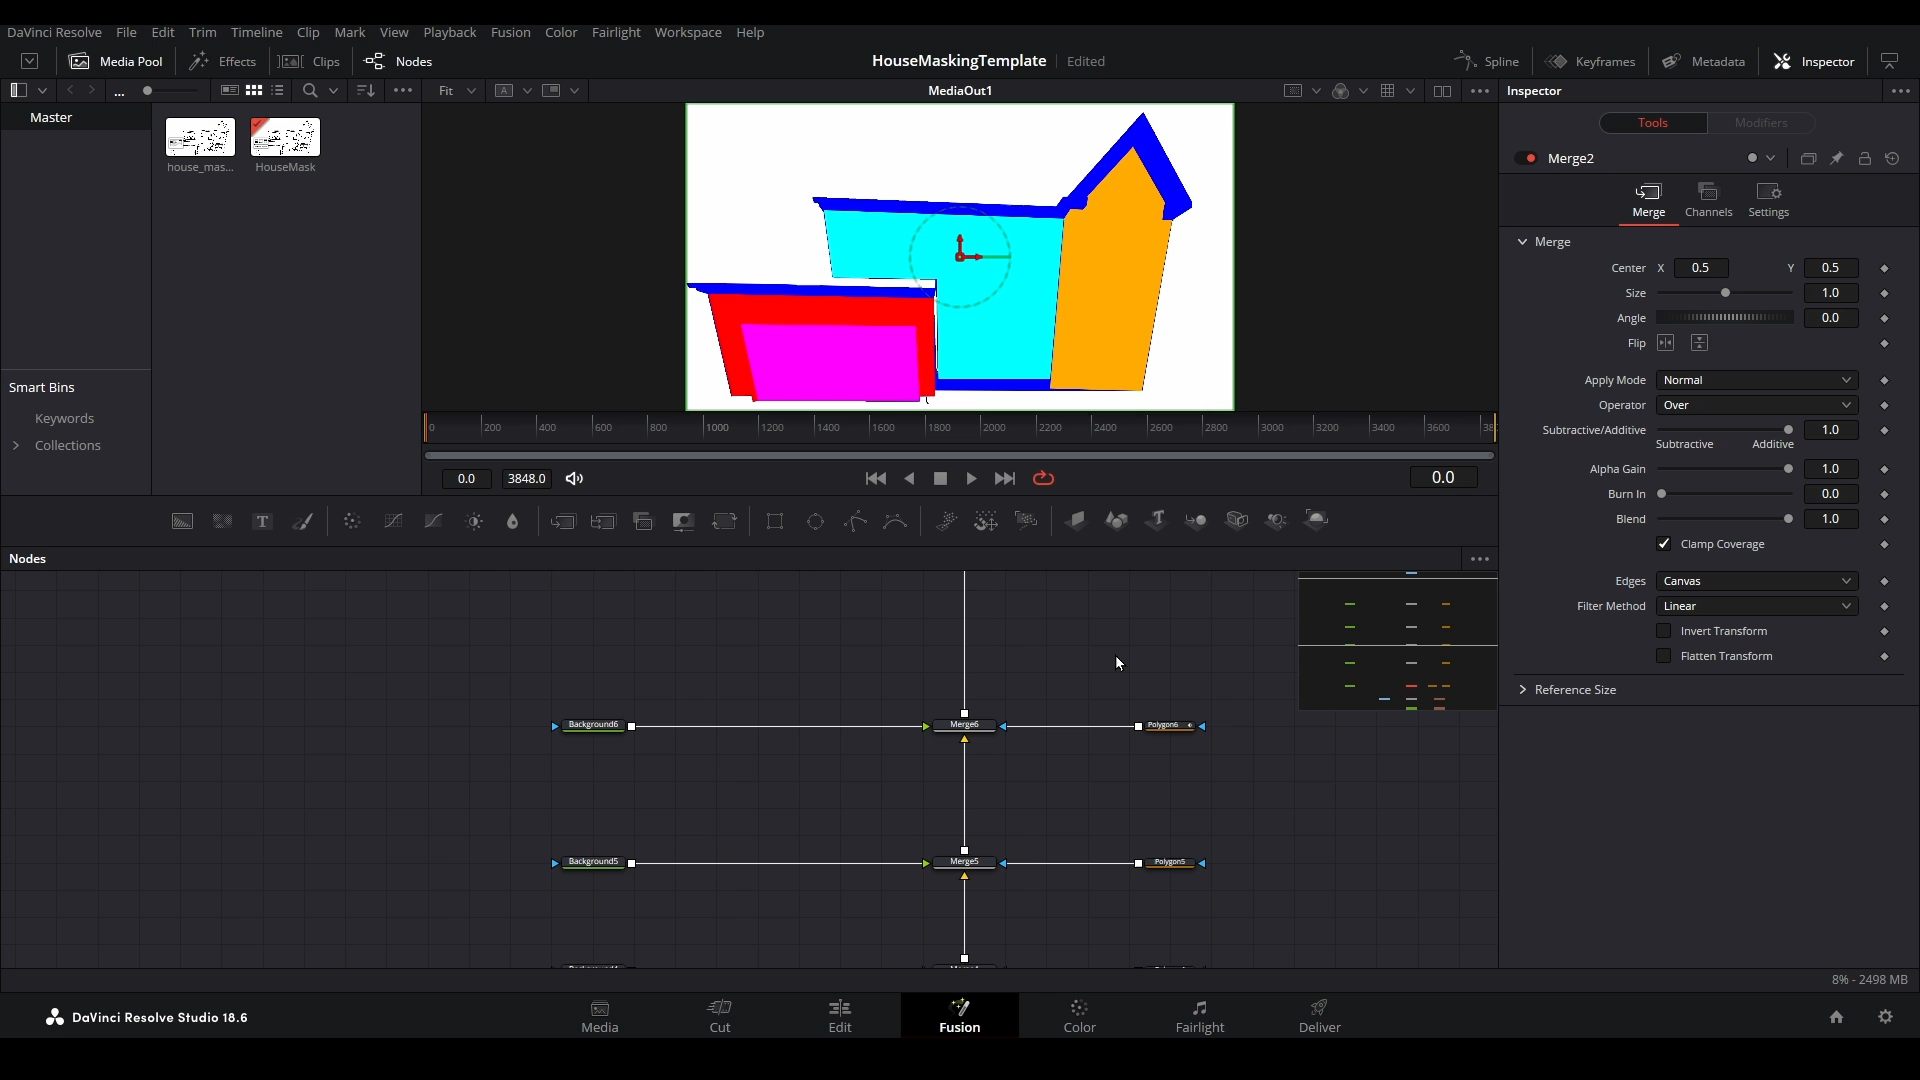 DaVinci Resolve File Edit Trim Timeline Clip Mark View Playback Fusion Color Fairlight Workspace Help
Media Pool Effects Clips Nodes HouseMaskingTemplate Edited Spline Keyframes Metadata Inspector
... Fit A MediaOut1 Inspector
Master
house_mas... HouseMask
Smart Bins
Keywords
Collections
Tools Modifiers
Merge2
Merge Channels Settings
Merge
Center X 0.5 Y 0.5
Size 1.0
Angle 0.0
Flip
Apply Mode Normal
Operator Over
Subtractive/Additive 1.0
Subtractive Additive
Alpha Gain 1.0
Burn In 0.0
Blend 1.0
Clamp Coverage
Edges Canvas
Filter Method Linear
Invert Transform
Flatten Transform
Reference Size
0 200 400 600 800 1000 1200 1400 1600 1800 2000 2200 2400 2600 2800 3000 3200 3400 3600 38
0.0 3848.0 0.0
T
Nodes
Background6 Merge6 Polygon6
Background5 Merge5 Polygon5
8% - 2498 MB
DaVinci Resolve Studio 18.6
Media Cut Edit Fusion Color Fairlight Deliver